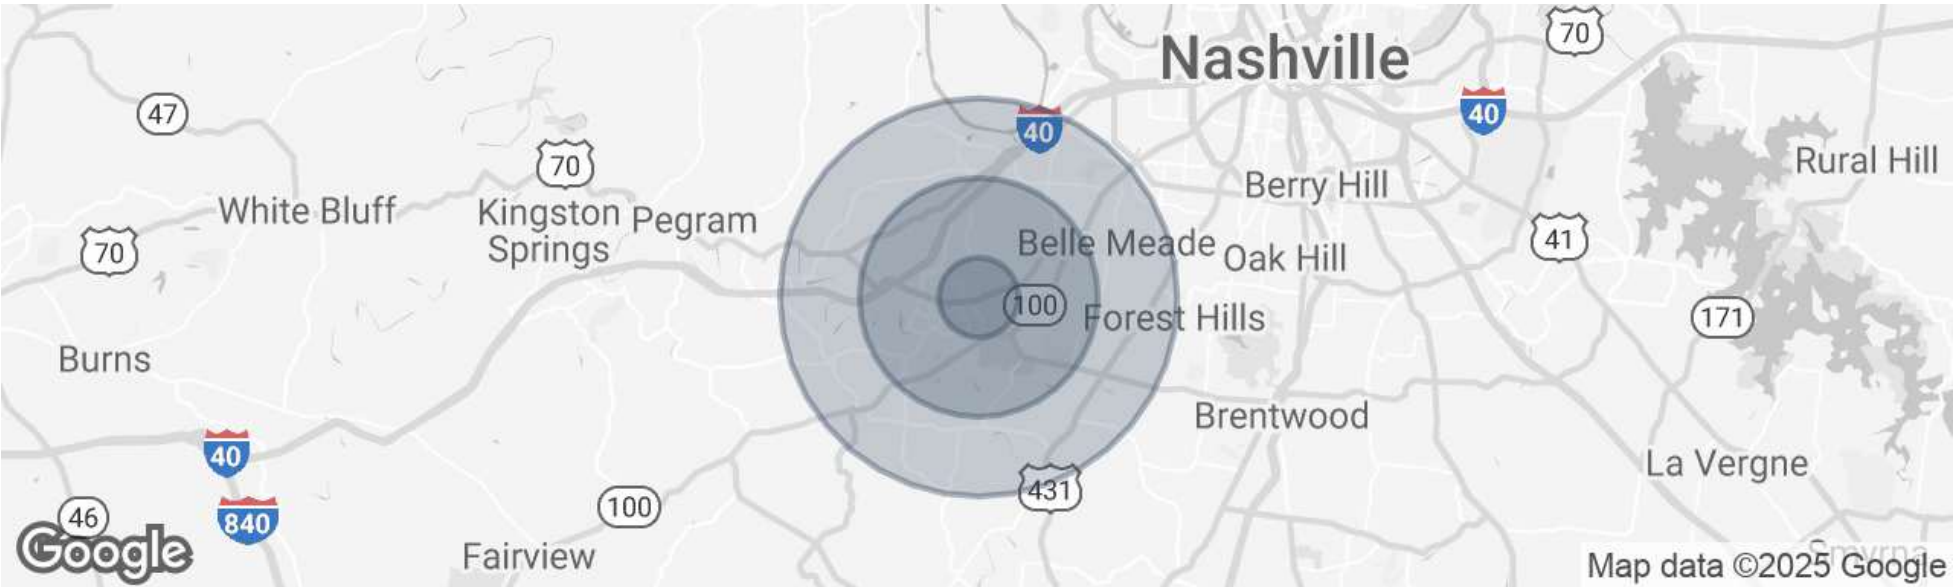 Nashville
70
40
40
47
70
Rural Hill
Berry Hill
White Bluff
Kingston
Springs
Pegram
Belle Meade
Oak Hill
41
70
100
Forest Hills
171
Burns
Brentwood
40
La Vergne
431
100
46
840
Google
Fairview
Smyrna
Map data ©2025 Google